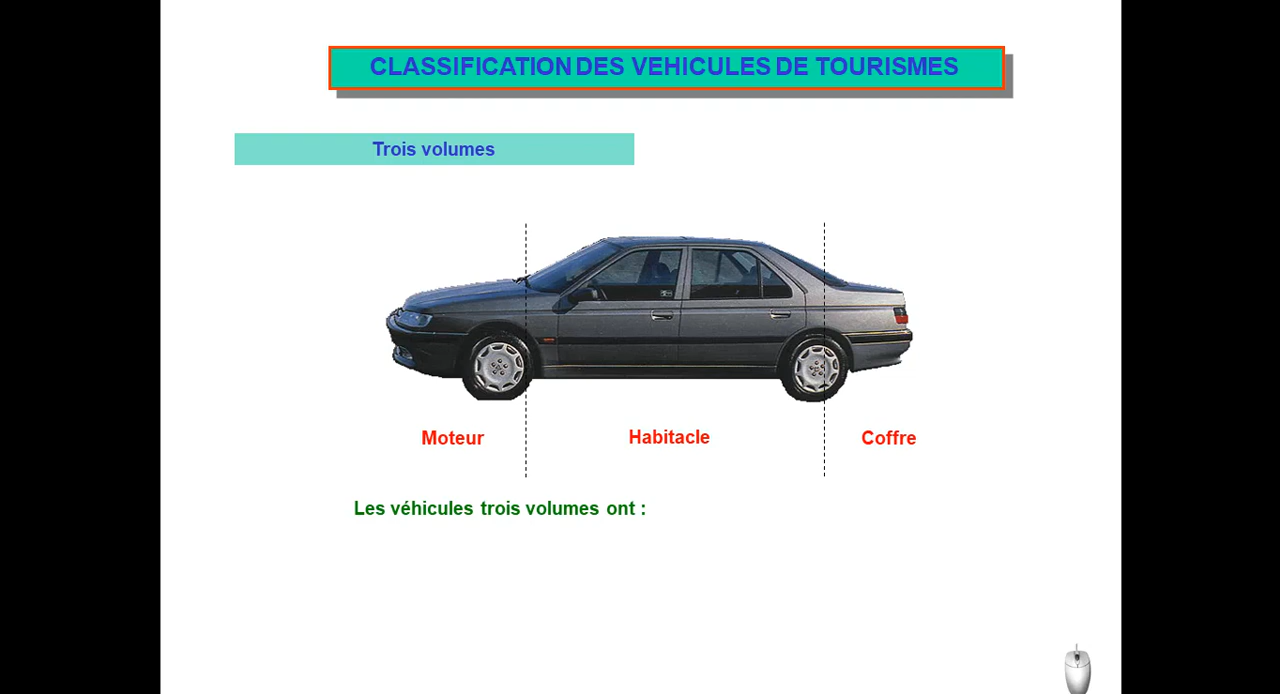 CLASSIFICATION DES VEHICULES DE TOURISMES
Trois volumes
Moteur Habitacle Coffre
Les véhicules trois volumes ont :